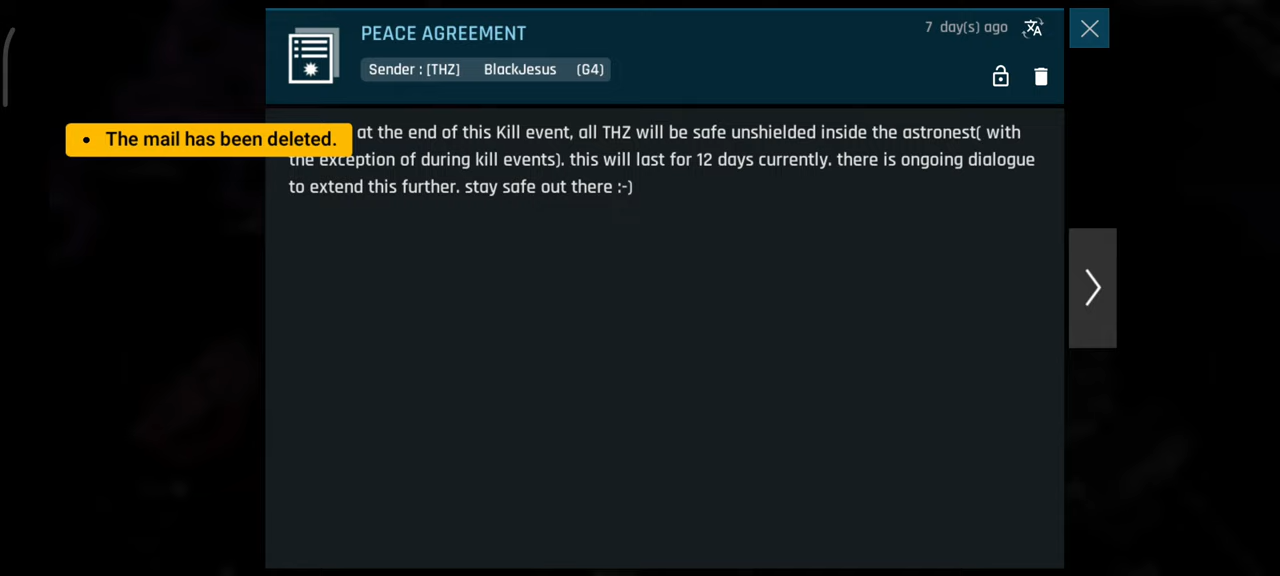 PEACE AGREEMENT
7 day(s) ago
Sender : [THZ] BlackJesus (G4)
The mail has been deleted.
at the end of this Kill event, all THZ will be safe unshielded inside the astronest( with
the exception of during kill events). this will last for 12 days currently. there is ongoing dialogue
to extend this further. stay safe out there :-)